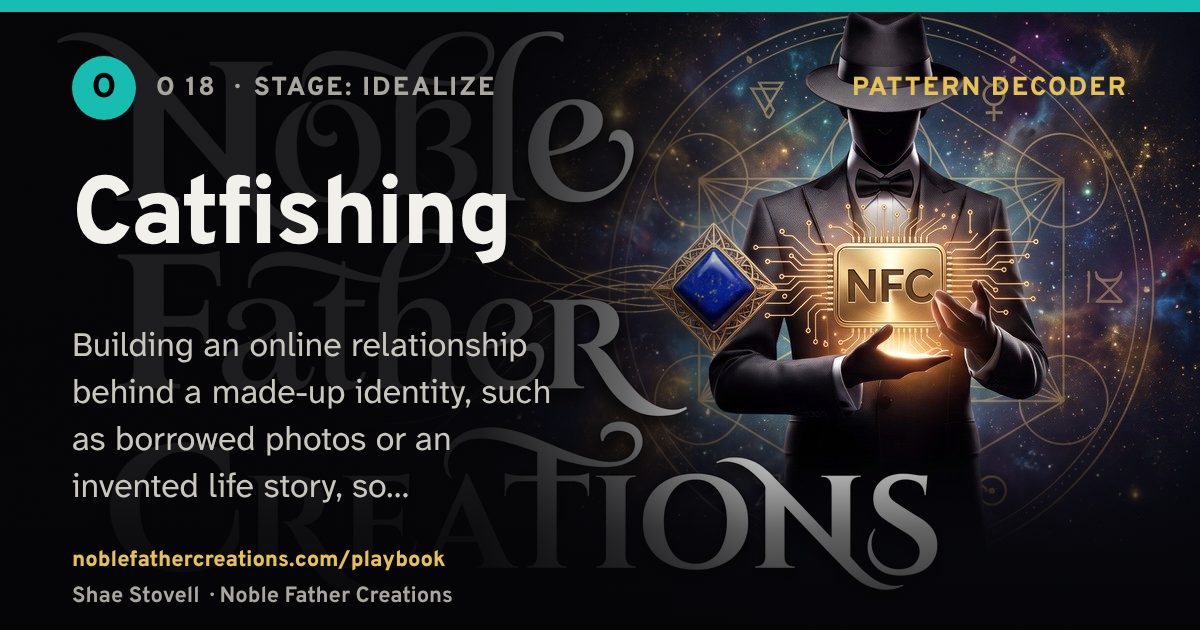 O
O 18 · STAGE: IDEALIZE
PATTERN DECODER
Catfishing
Building an online relationship
behind a made-up identity, such
as borrowed photos or an
invented life story, so...
noblefathercreations.com/playbook
Shae Stovell · Noble Father Creations
NFC
Noble
Father
Creations